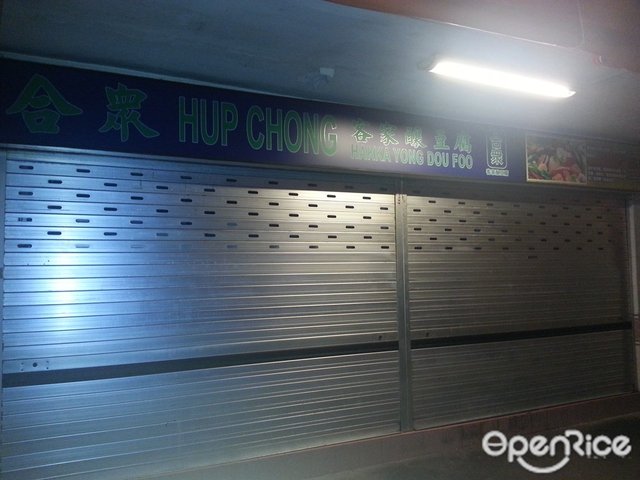 合眾 HUP CHONG 客家釀豆腐
HAKKA YONG DOU FOO
OPENRICE